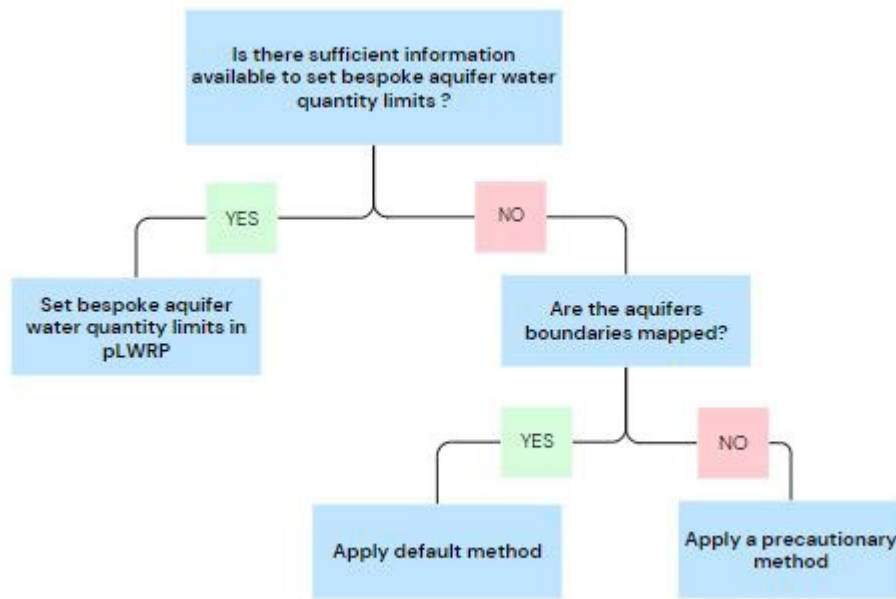 Is there sufficient information
available to set bespoke aquifer water
quantity limits ?
YES
NO
Set bespoke aquifer
water quantity limits in
pLWRP
Are the aquifers
boundaries mapped?
YES
NO
Apply default method
Apply a precautionary
method